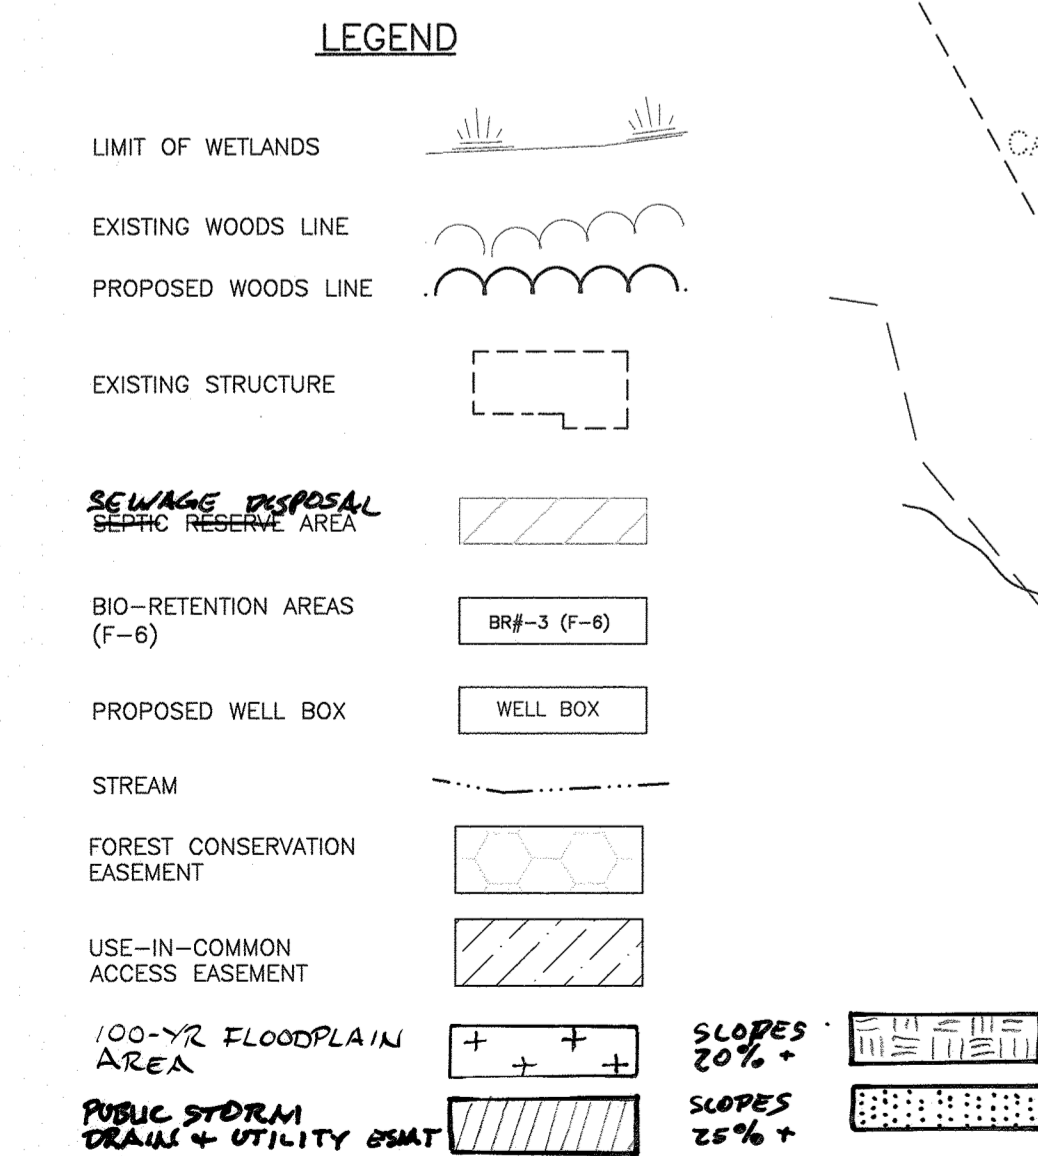 LEGEND
LIMIT OF WETLANDS
CA
EXISTING WOODS LINE
PROPOSED WOODS LINE
EXISTING STRUCTURE
SEWAGE DISPOSAL
SEPTIC RESERVE AREA
BIO-RETENTION AREAS
(F-6)
BR#-3 (F-6)
PROPOSED WELL BOX
WELL BOX
STREAM
FOREST CONSERVATION
EASEMENT
USE-IN-COMMON
ACCESS EASEMENT
100-YR FLOODPLAIN
AREA
SLOPES
20% +
PUBLIC STORM
DRAIN + UTILITY ESMT
SLOPES
25% +